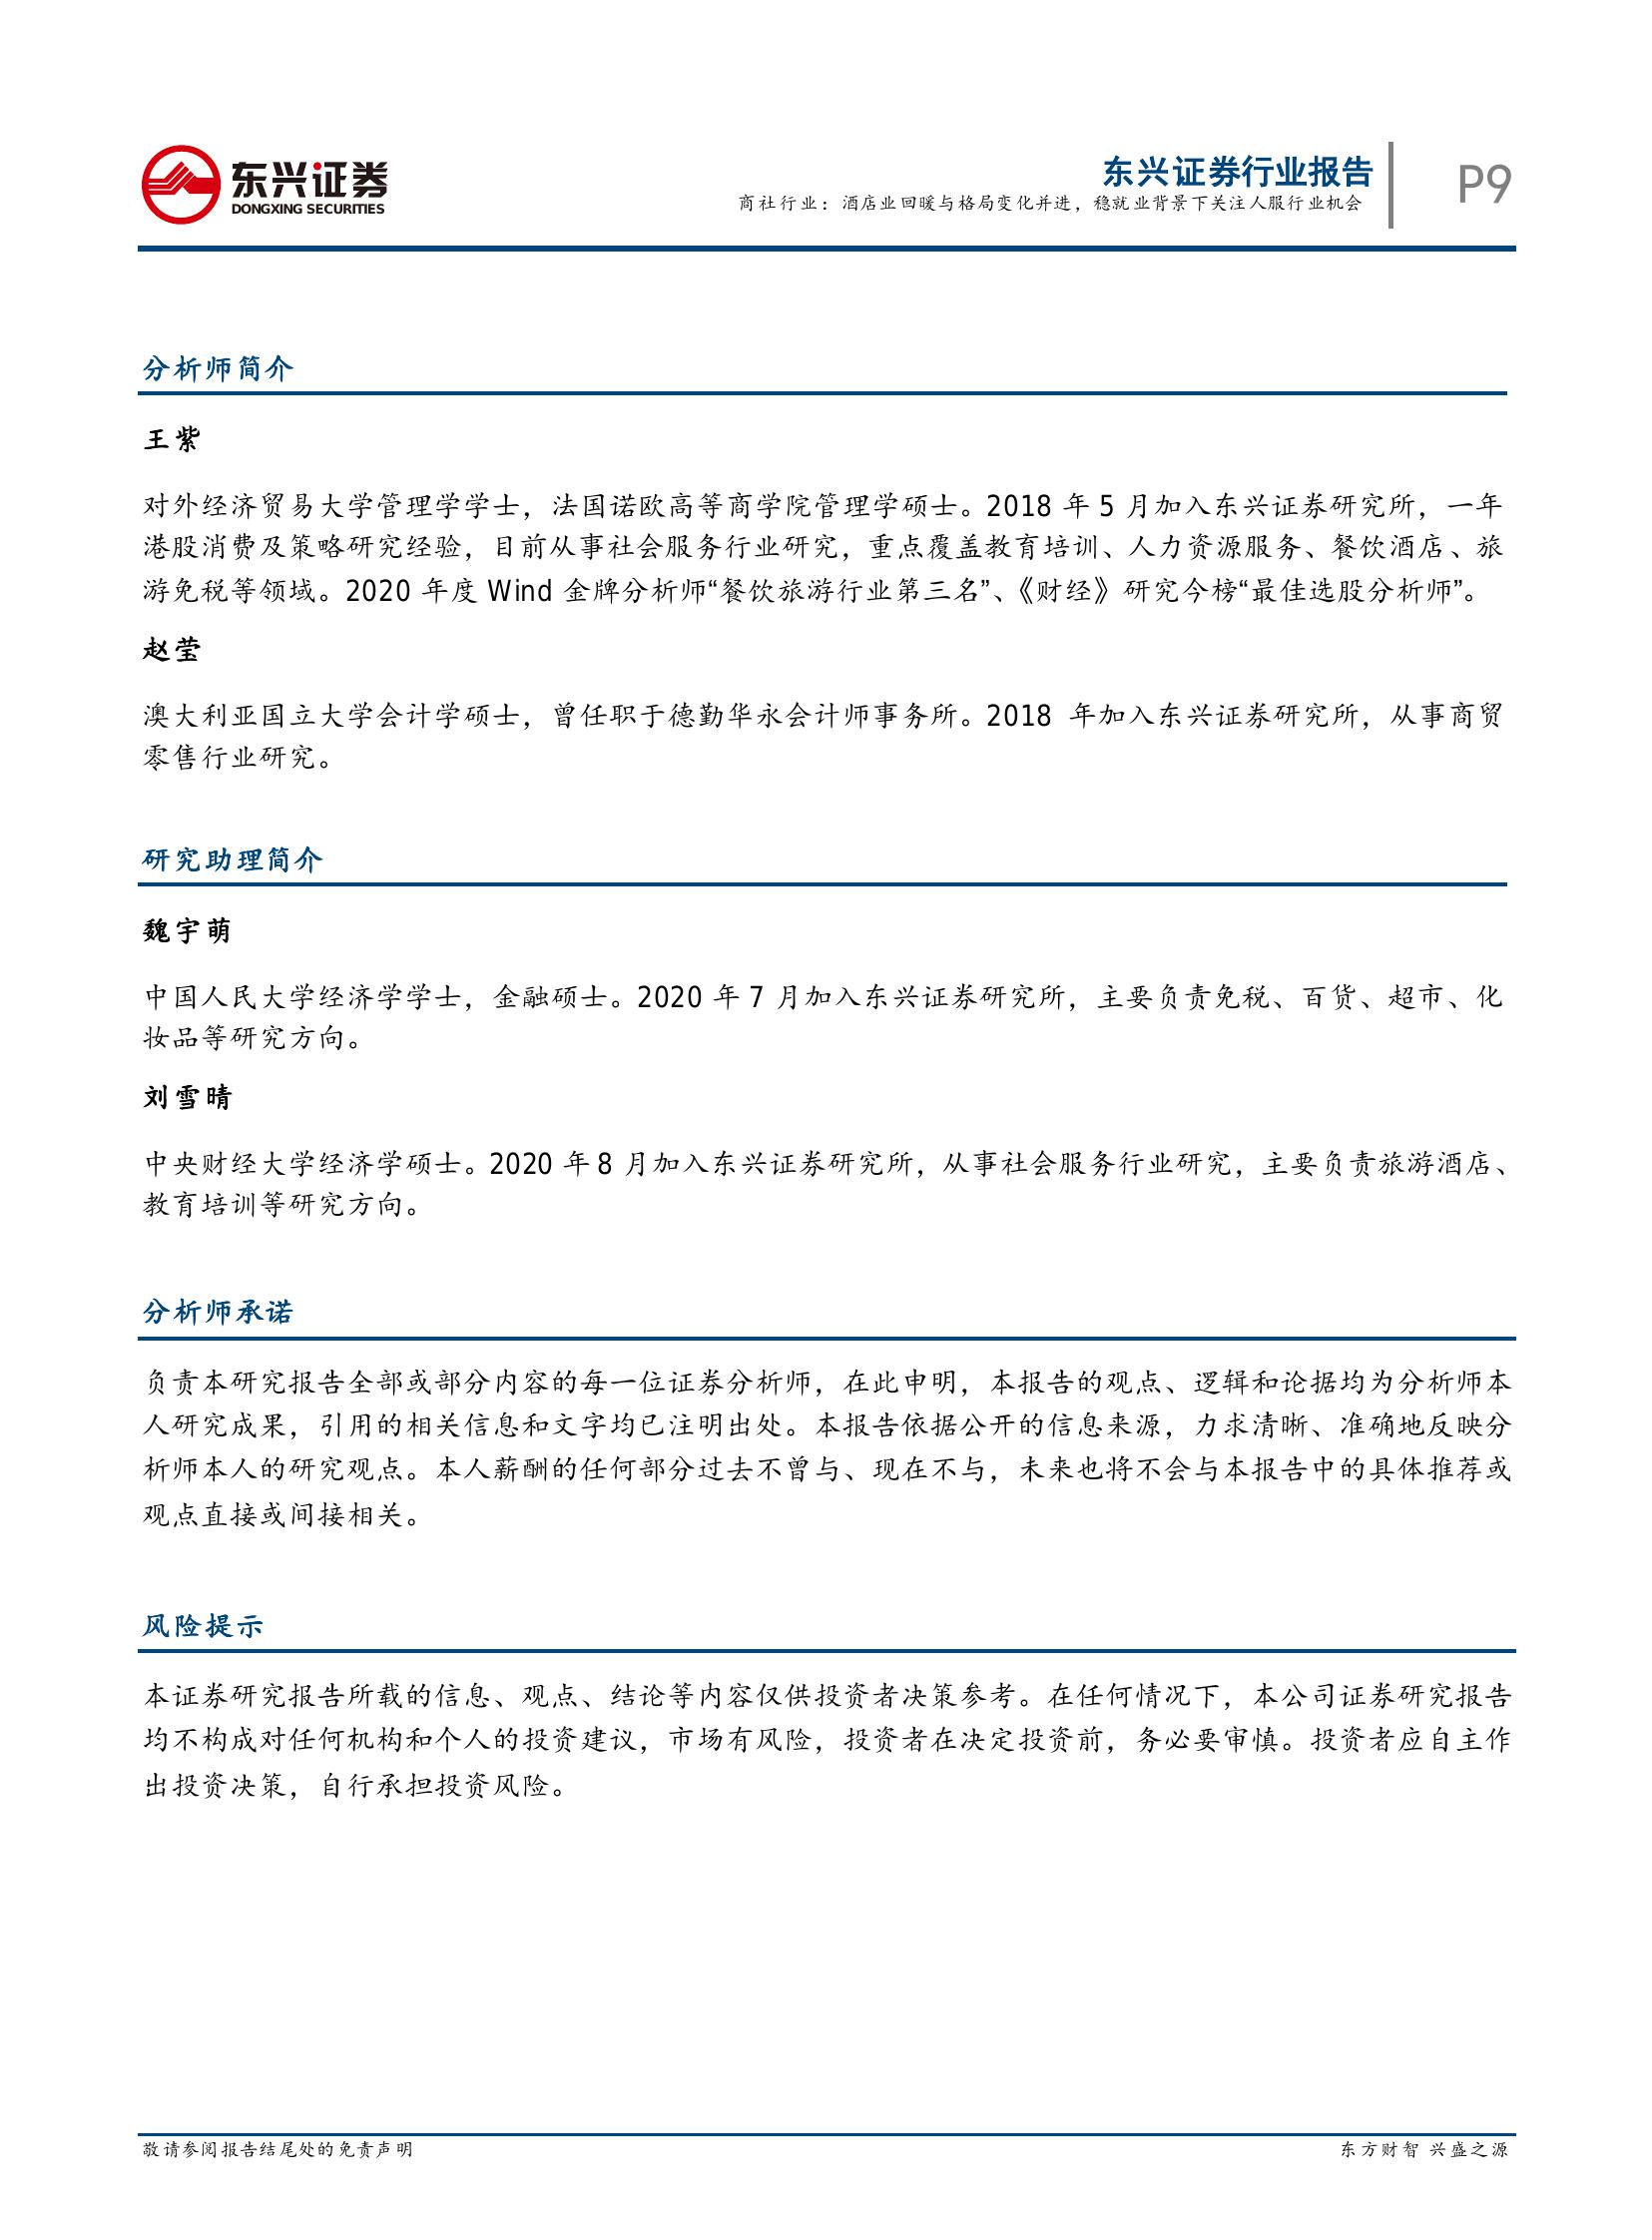 东兴证券
DONGXING SECURITIES
东兴证券行业报告
商社行业：酒店业回暖与格局变化并进，稳就业背景下关注人服行业机会
P9
分析师简介
王紫
对外经济贸易大学管理学学士，法国诺欧高等商学院管理学硕士。2018 年 5 月加入东兴证券研究所，一年
港股消费及策略研究经验，目前从事社会服务行业研究，重点覆盖教育培训、人力资源服务、餐饮酒店、旅
游免税等领域。2020 年度 Wind 金牌分析师“餐饮旅游行业第三名”、《财经》研究今榜“最佳选股分析师”。
赵莹
澳大利亚国立大学会计学硕士，曾任职于德勤华永会计师事务所。2018 年加入东兴证券研究所，从事商贸
零售行业研究。
研究助理简介
魏宇萌
中国人民大学经济学学士，金融硕士。2020 年 7 月加入东兴证券研究所，主要负责免税、百货、超市、化
妆品等研究方向。
刘雪晴
中央财经大学经济学硕士。2020 年 8 月加入东兴证券研究所，从事社会服务行业研究，主要负责旅游酒店、
教育培训等研究方向。
分析师承诺
负责本研究报告全部或部分内容的每一位证券分析师，在此申明，本报告的观点、逻辑和论据均为分析师本
人研究成果，引用的相关信息和文字均已注明出处。本报告依据公开的信息来源，力求清晰、准确地反映分
析师本人的研究观点。本人薪酬的任何部分过去不曾与、现在不与，未来也将不会与本报告中的具体推荐或
观点直接或间接相关。
风险提示
本证券研究报告所载的信息、观点、结论等内容仅供投资者决策参考。在任何情况下，本公司证券研究报告
均不构成对任何机构和个人的投资建议，市场有风险，投资者在决定投资前，务必要审慎。投资者应自主作
出投资决策，自行承担投资风险。
敬请参阅报告结尾处的免责声明
东方财智 兴盛之源